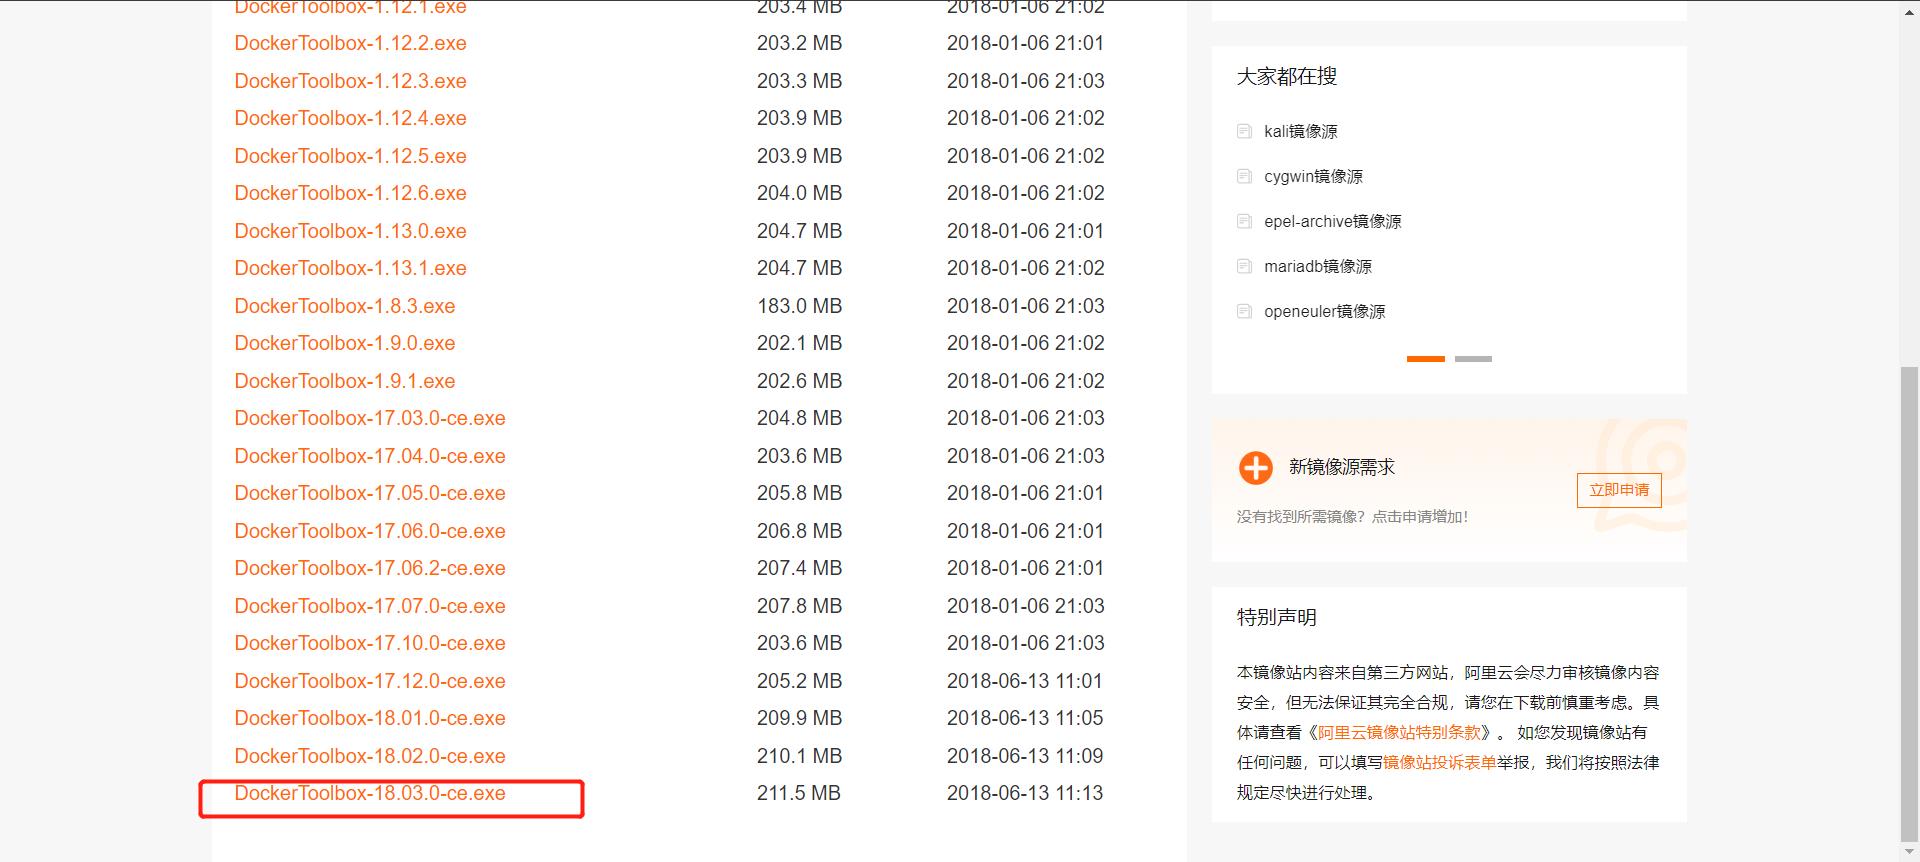 DockerToolbox-1.12.1.exe 203.4 MB 2018-01-06 21:02
DockerToolbox-1.12.2.exe 203.2 MB 2018-01-06 21:01
DockerToolbox-1.12.3.exe 203.3 MB 2018-01-06 21:03
DockerToolbox-1.12.4.exe 203.9 MB 2018-01-06 21:02
DockerToolbox-1.12.5.exe 203.9 MB 2018-01-06 21:02
DockerToolbox-1.12.6.exe 204.0 MB 2018-01-06 21:02
DockerToolbox-1.13.0.exe 204.7 MB 2018-01-06 21:01
DockerToolbox-1.13.1.exe 204.7 MB 2018-01-06 21:02
DockerToolbox-1.8.3.exe 183.0 MB 2018-01-06 21:03
DockerToolbox-1.9.0.exe 202.1 MB 2018-01-06 21:02
DockerToolbox-1.9.1.exe 202.6 MB 2018-01-06 21:02
DockerToolbox-17.03.0-ce.exe 204.8 MB 2018-01-06 21:03
DockerToolbox-17.04.0-ce.exe 203.6 MB 2018-01-06 21:03
DockerToolbox-17.05.0-ce.exe 205.8 MB 2018-01-06 21:01
DockerToolbox-17.06.0-ce.exe 206.8 MB 2018-01-06 21:01
DockerToolbox-17.06.2-ce.exe 207.4 MB 2018-01-06 21:01
DockerToolbox-17.07.0-ce.exe 207.8 MB 2018-01-06 21:03
DockerToolbox-17.10.0-ce.exe 203.6 MB 2018-01-06 21:03
DockerToolbox-17.12.0-ce.exe 205.2 MB 2018-06-13 11:01
DockerToolbox-18.01.0-ce.exe 209.9 MB 2018-06-13 11:05
DockerToolbox-18.02.0-ce.exe 210.1 MB 2018-06-13 11:09
DockerToolbox-18.03.0-ce.exe 211.5 MB 2018-06-13 11:13
大家都在搜
kali镜像源
cygwin镜像源
epel-archive镜像源
mariadb镜像源
openeuler镜像源
新镜像源需求
没有找到所需镜像？点击申请增加！
立即申请
特别声明
本镜像站内容来自第三方网站，阿里云会尽力审核镜像内容
安全，但无法保证其完全合规，请您在下载前慎重考虑。具
体请查看《阿里云镜像站特别条款》。 如您发现镜像站有
任何问题，可以填写镜像站投诉表单举报，我们将按照法律
规定尽快进行处理。